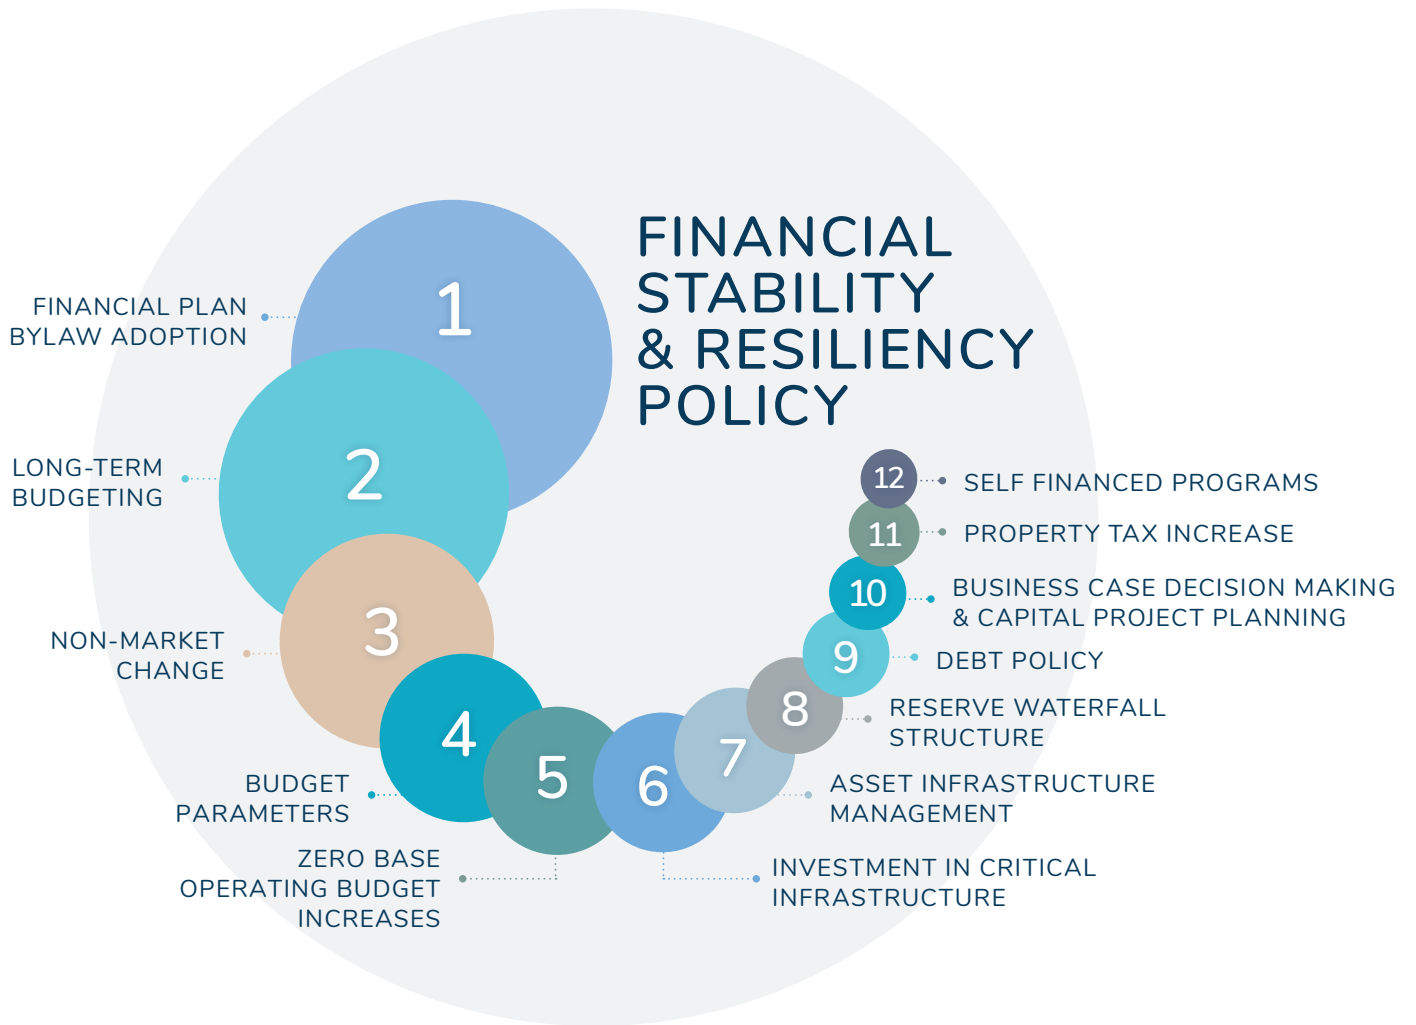 FINANCIAL
STABILITY
& RESILIENCY
POLICY
1
FINANCIAL PLAN
BYLAW ADOPTION
2
LONG-TERM
BUDGETING
3
NON-MARKET
CHANGE
4
BUDGET
PARAMETERS
5
ZERO BASE
OPERATING BUDGET
INCREASES
6
INVESTMENT IN CRITICAL
INFRASTRUCTURE
7
ASSET INFRASTRUCTURE
MANAGEMENT
8
RESERVE WATERFALL
STRUCTURE
9
DEBT POLICY
10
BUSINESS CASE DECISION MAKING
& CAPITAL PROJECT PLANNING
11
PROPERTY TAX INCREASE
12
SELF FINANCED PROGRAMS